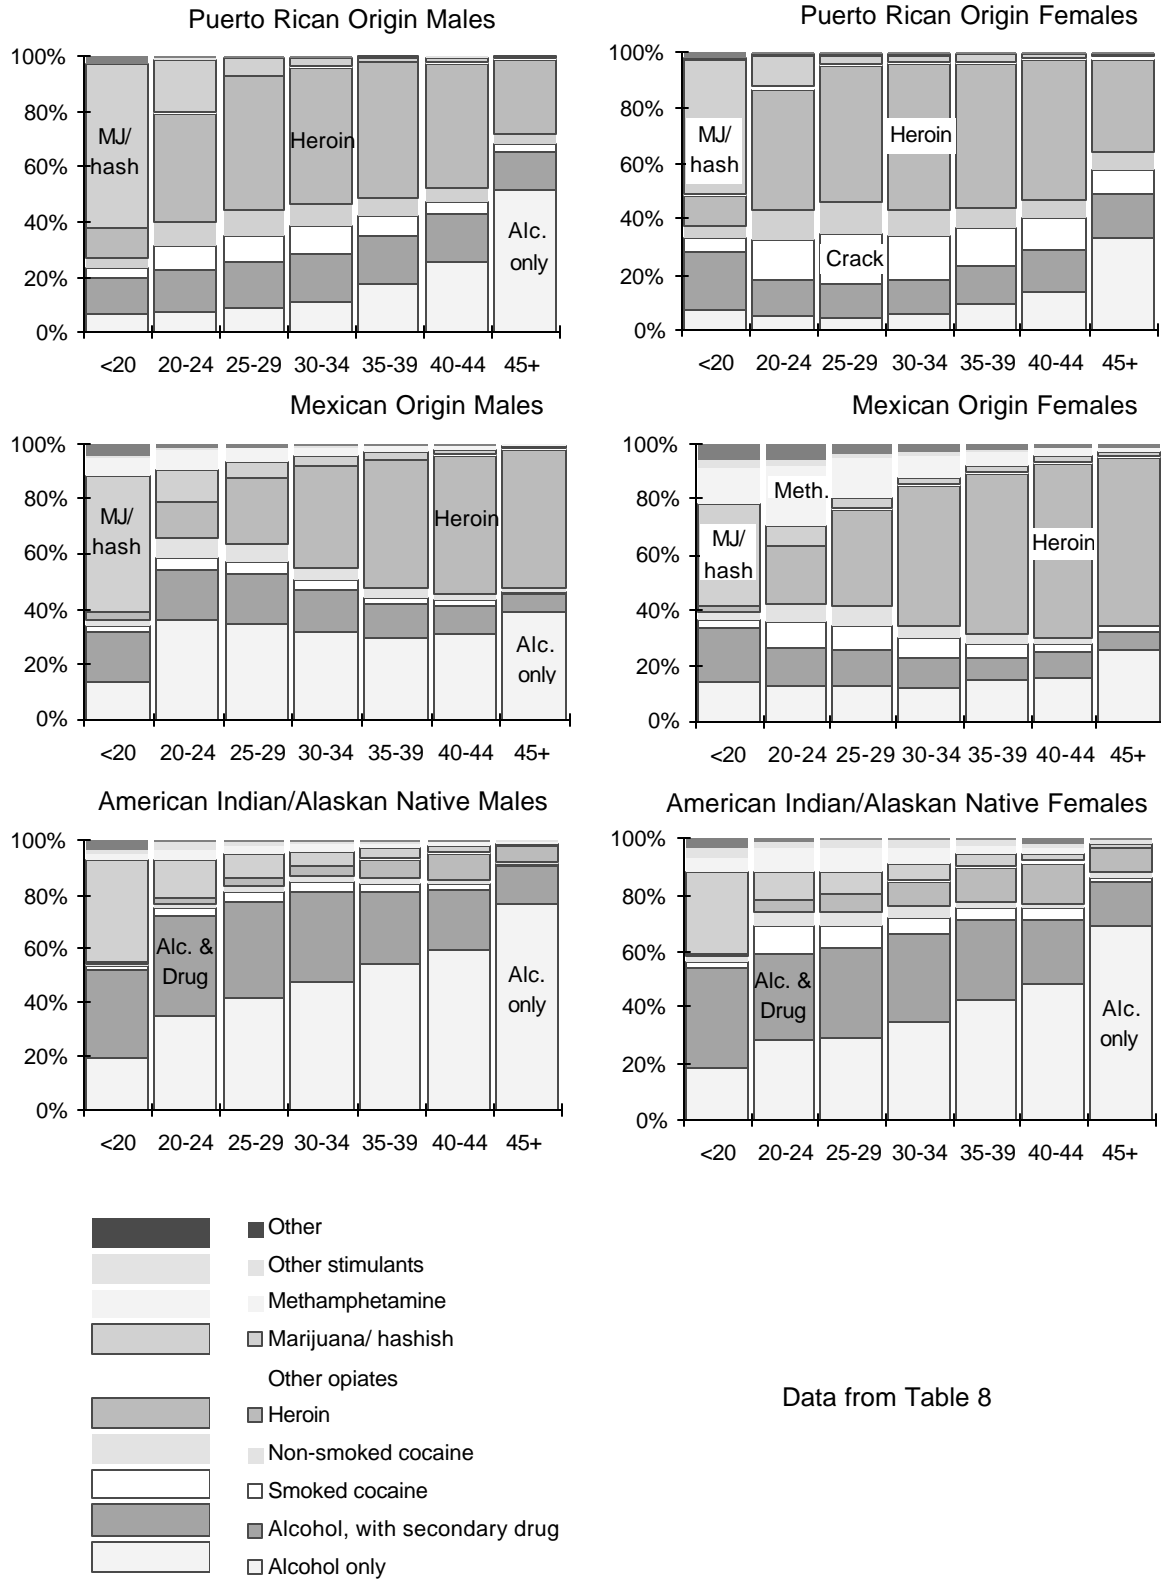 Puerto Rican Origin Males
100%
80%
60%
40%
20%
0%
MJ/
hash
Heroin
Alc.
only
<20 20-24 25-29 30-34 35-39 40-44 45+
Puerto Rican Origin Females
100%
80%
60%
40%
20%
0%
MJ/
hash
Heroin
Crack
<20 20-24 25-29 30-34 35-39 40-44 45+
Mexican Origin Males
100%
80%
60%
40%
20%
0%
MJ/
hash
Heroin
Alc.
only
<20 20-24 25-29 30-34 35-39 40-44 45+
Mexican Origin Females
100%
80%
60%
40%
20%
0%
Meth.
MJ/
hash
Heroin
<20 20-24 25-29 30-34 35-39 40-44 45+
American Indian/Alaskan Native Males
100%
80%
60%
40%
20%
0%
Alc. &
Drug
Alc.
only
<20 20-24 25-29 30-34 35-39 40-44 45+
American Indian/Alaskan Native Females
100%
80%
60%
40%
20%
0%
Alc. &
Drug
Alc.
only
<20 20-24 25-29 30-34 35-39 40-44 45+
Other
Other stimulants
Methamphetamine
Marijuana/ hashish
Other opiates
Heroin
Non-smoked cocaine
Smoked cocaine
Alcohol, with secondary drug
Alcohol only
Data from Table 8